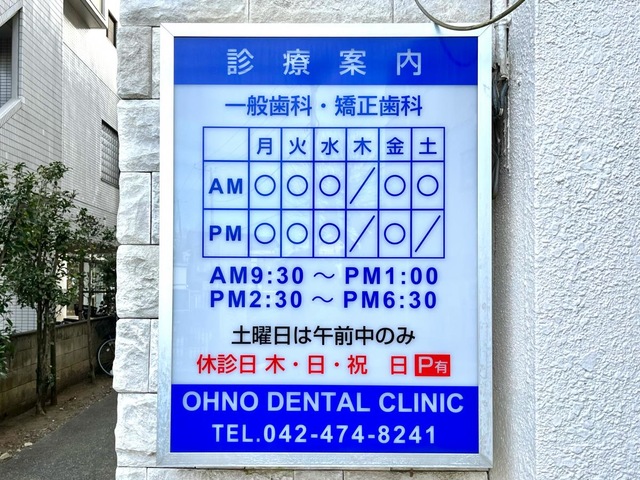 診療案内
一般歯科・矯正歯科
月 火 水 木 金 土
AM ○ ○ ○ ／ ○ ○
PM ○ ○ ○ ／ ○ ／
AM9:30 ～ PM1:00
PM2:30 ～ PM6:30
土曜日は午前中のみ
休診日 木・日・祝　日 P有
OHNO DENTAL CLINIC
TEL.042-474-8241